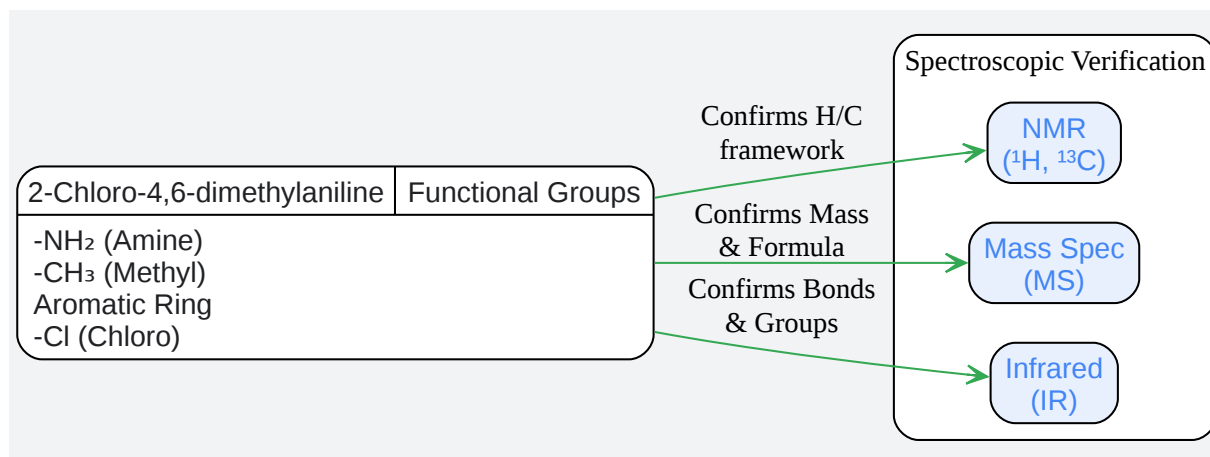 2-Chloro-4,6-dimethylaniline
Functional Groups
-NH₂ (Amine)
-CH₃ (Methyl)
Aromatic Ring
-Cl (Chloro)
Confirms H/C
framework
Confirms Mass
& Formula
Confirms Bonds
& Groups
Spectroscopic Verification
NMR
(¹H, ¹³C)
Mass Spec
(MS)
Infrared
(IR)